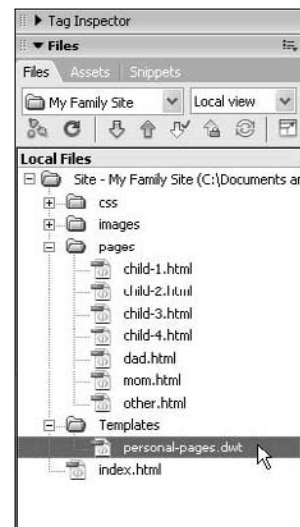 Tag Inspector
Files
Files Assets Snippets
My Family Site Local view
Local Files
Site - My Family Site (C:\Documents ar
css
images
pages
child-1.html
child-2.html
child-3.html
child-4.html
dad.html
mom.html
other.html
Templates
personal-pages.dwt
index.html